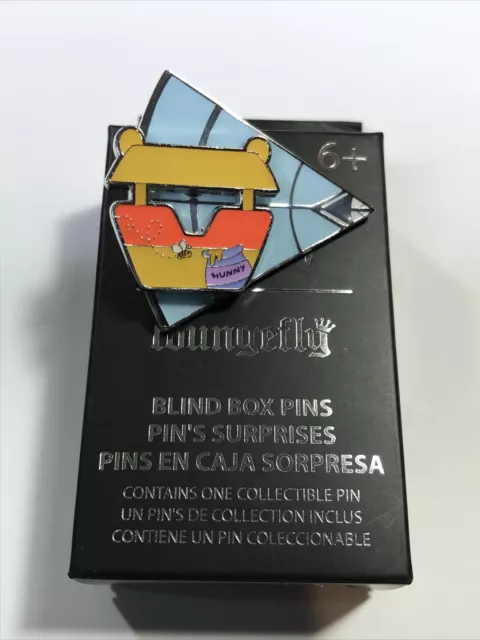 6+
HUNNY
loungefly
BLIND BOX PINS
PIN'S SURPRISES
PINS EN CAJA SORPRESA
CONTAINS ONE COLLECTIBLE PIN
UN PIN'S DE COLLECTION INCLUS
CONTIENE UN PIN COLECCIONABLE